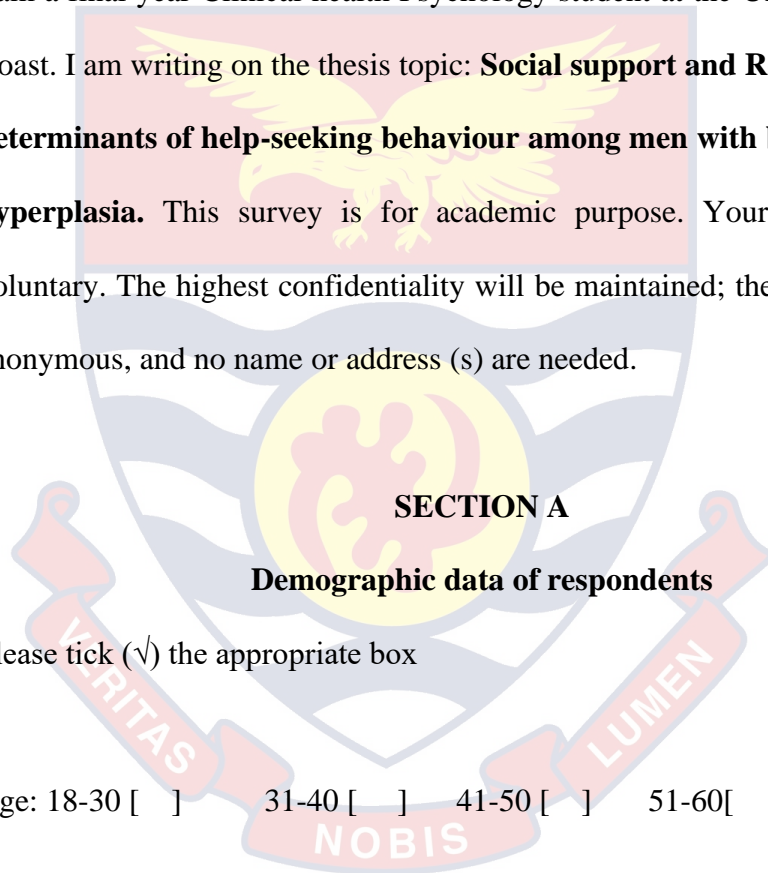 am a final year Clinical health Psychology student at the
oast. I am writing on the thesis topic: Social support and R
eterminants of help-seeking behaviour among men with
yperplasia. This survey is for academic purpose. Your
oluntary. The highest confidentiality will be maintained; the
nonymous, and no name or address (s) are needed.
SECTION A
Demographic data of respondents
lease tick (√) the appropriate box
VERITAS
LUMEN
ge: 18-30 [ ] 31-40 [ ] 41-50 [ ] 51-60[
NOBIS